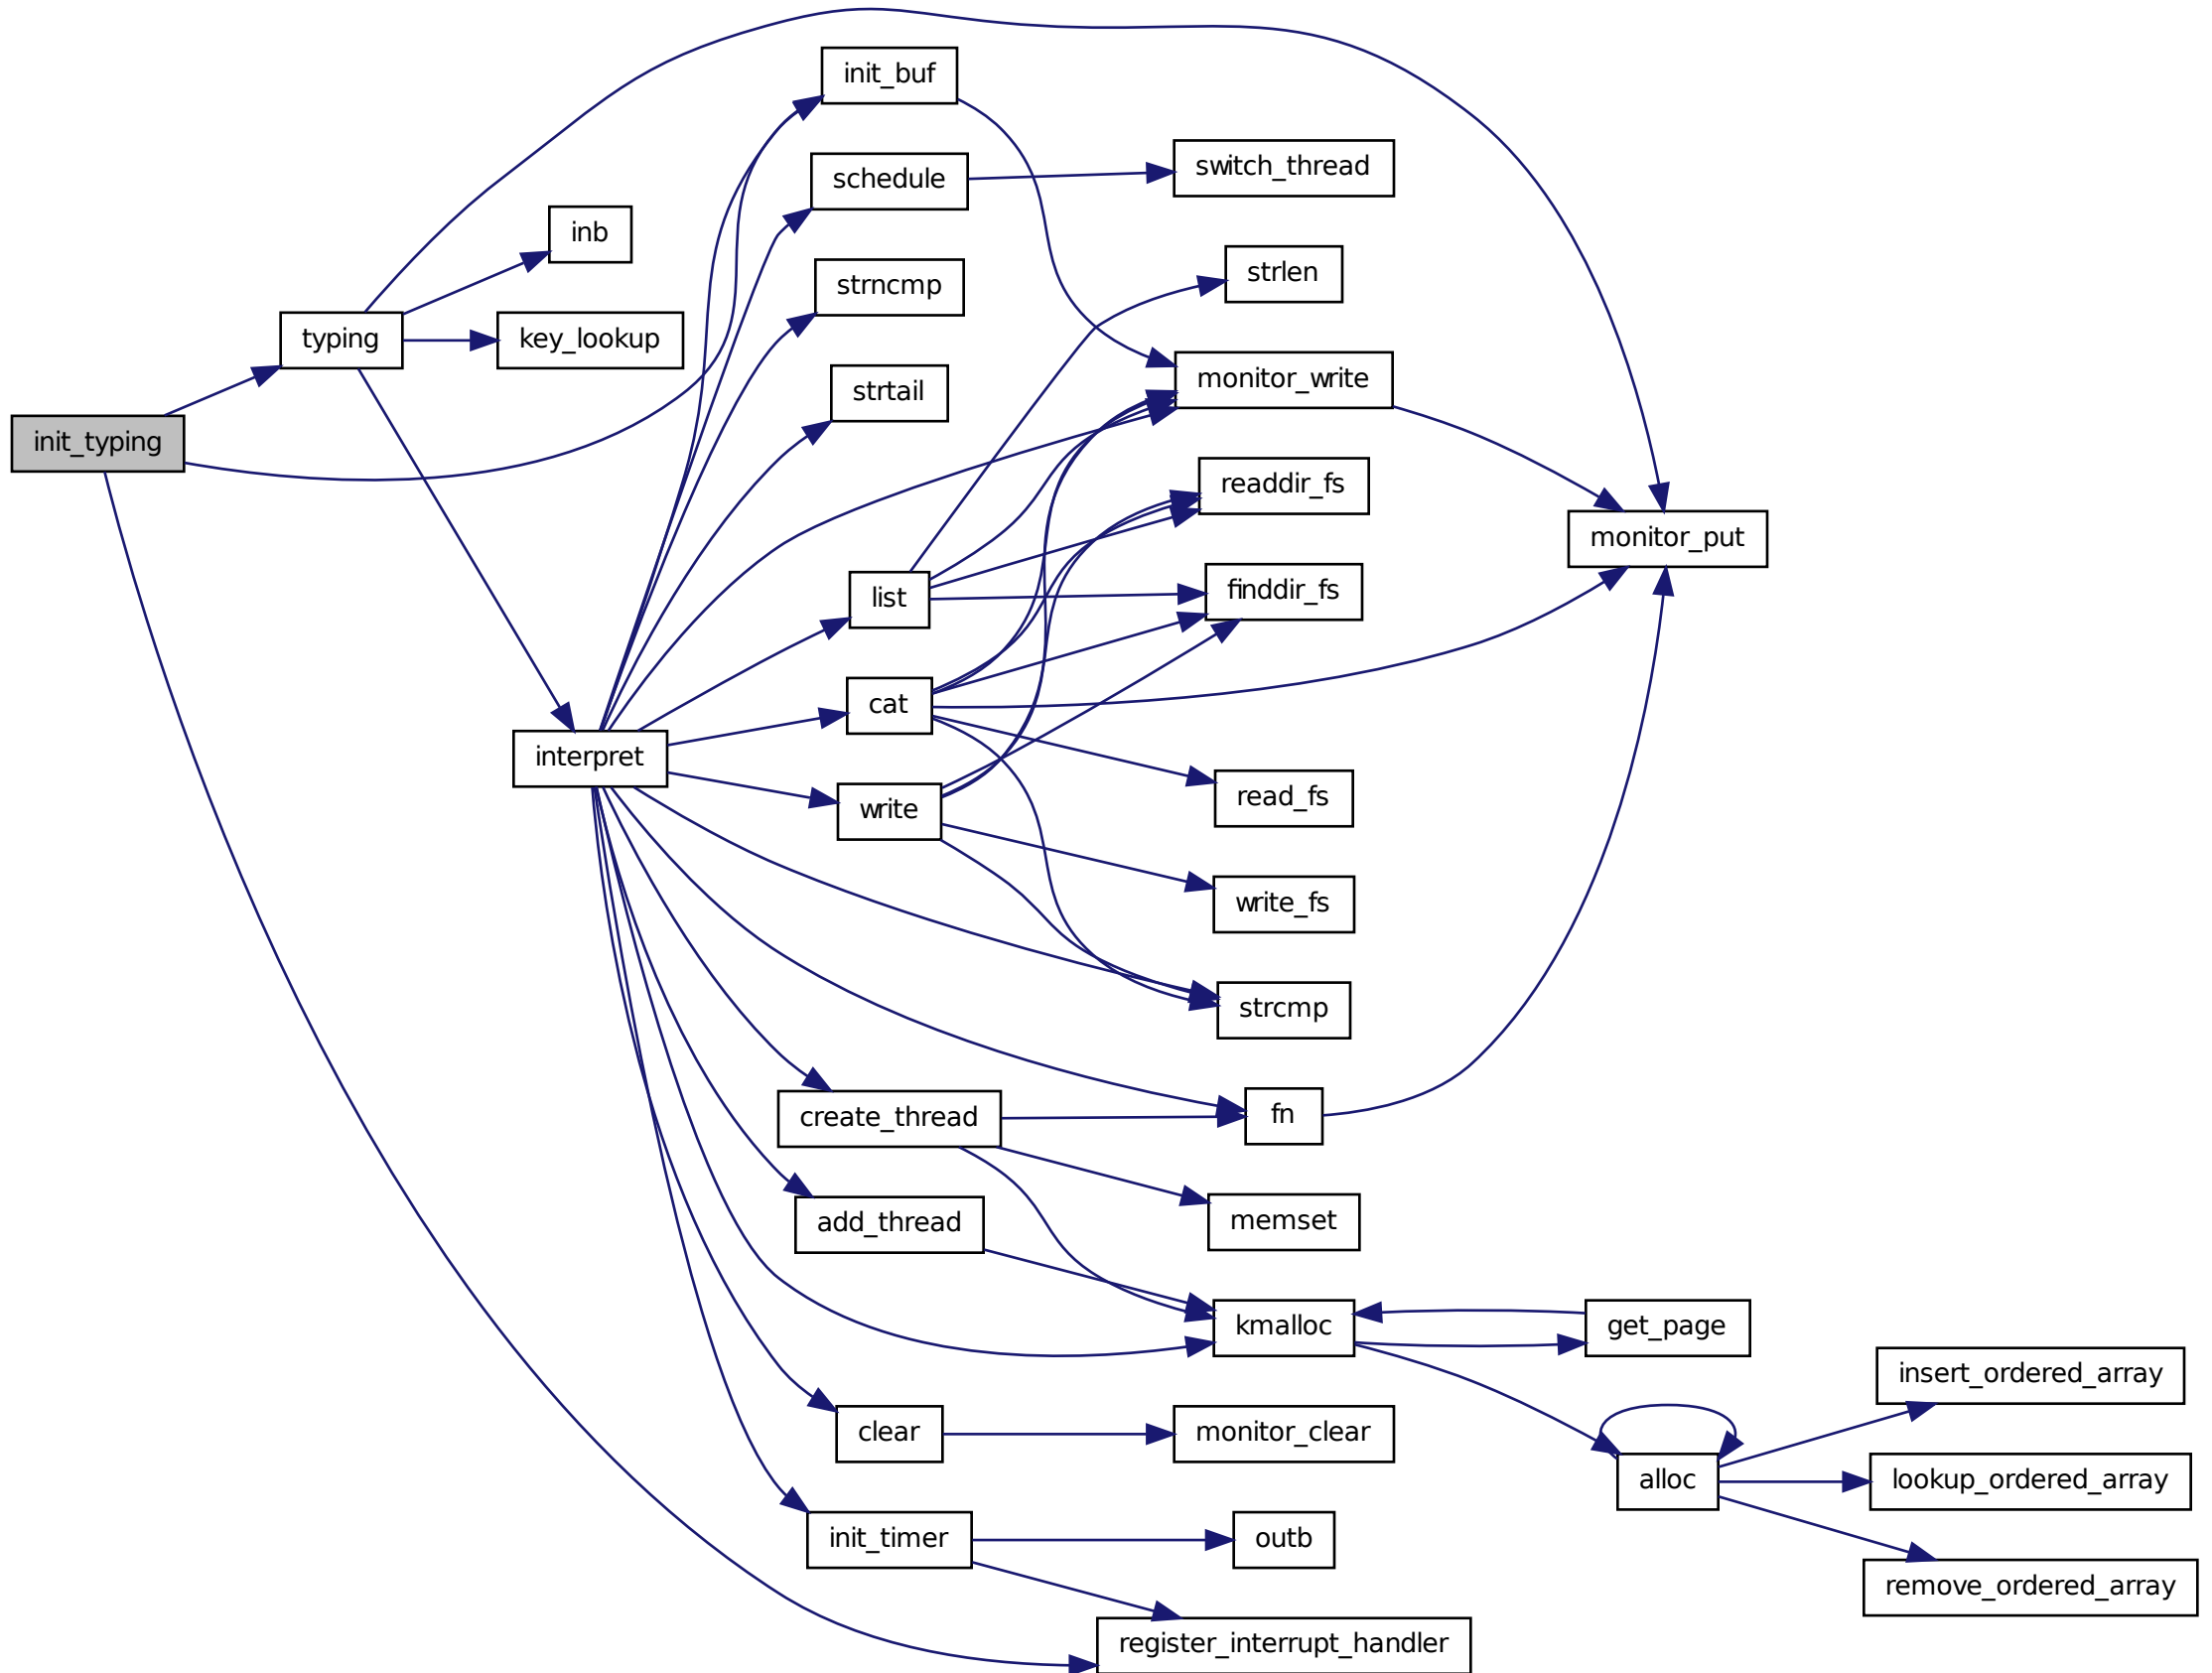 init_typing
typing
inb
key_lookup
interpret
init_buf
schedule
strncmp
strtail
list
cat
write
create_thread
add_thread
clear
init_timer
switch_thread
strlen
monitor_write
readdir_fs
finddir_fs
read_fs
write_fs
strcmp
fn
memset
kmalloc
monitor_clear
outb
register_interrupt_handler
monitor_put
get_page
alloc
insert_ordered_array
lookup_ordered_array
remove_ordered_array